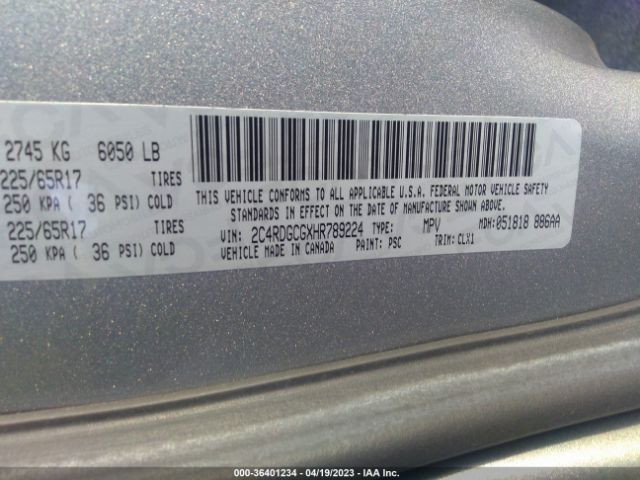 2745 KG 6050 LB
225/65R17 TIRES
250 KPA ( 36 PSI) COLD
225/65R17 TIRES
250 KPA ( 36 PSI) COLD
THIS VEHICLE CONFORMS TO ALL APPLICABLE U.S.A. FEDERAL MOTOR VEHICLE SAFETY
STANDARDS IN EFFECT ON THE DATE OF MANUFACTURE SHOWN ABOVE.
VIN: 2C4RDGCGXHR789224 TYPE: MPV MDH: 051818 886AA
VEHICLE MADE IN CANADA PAINT: PSC TRIM: CLX1
000-36401234 - 04/19/2023 - IAA Inc.